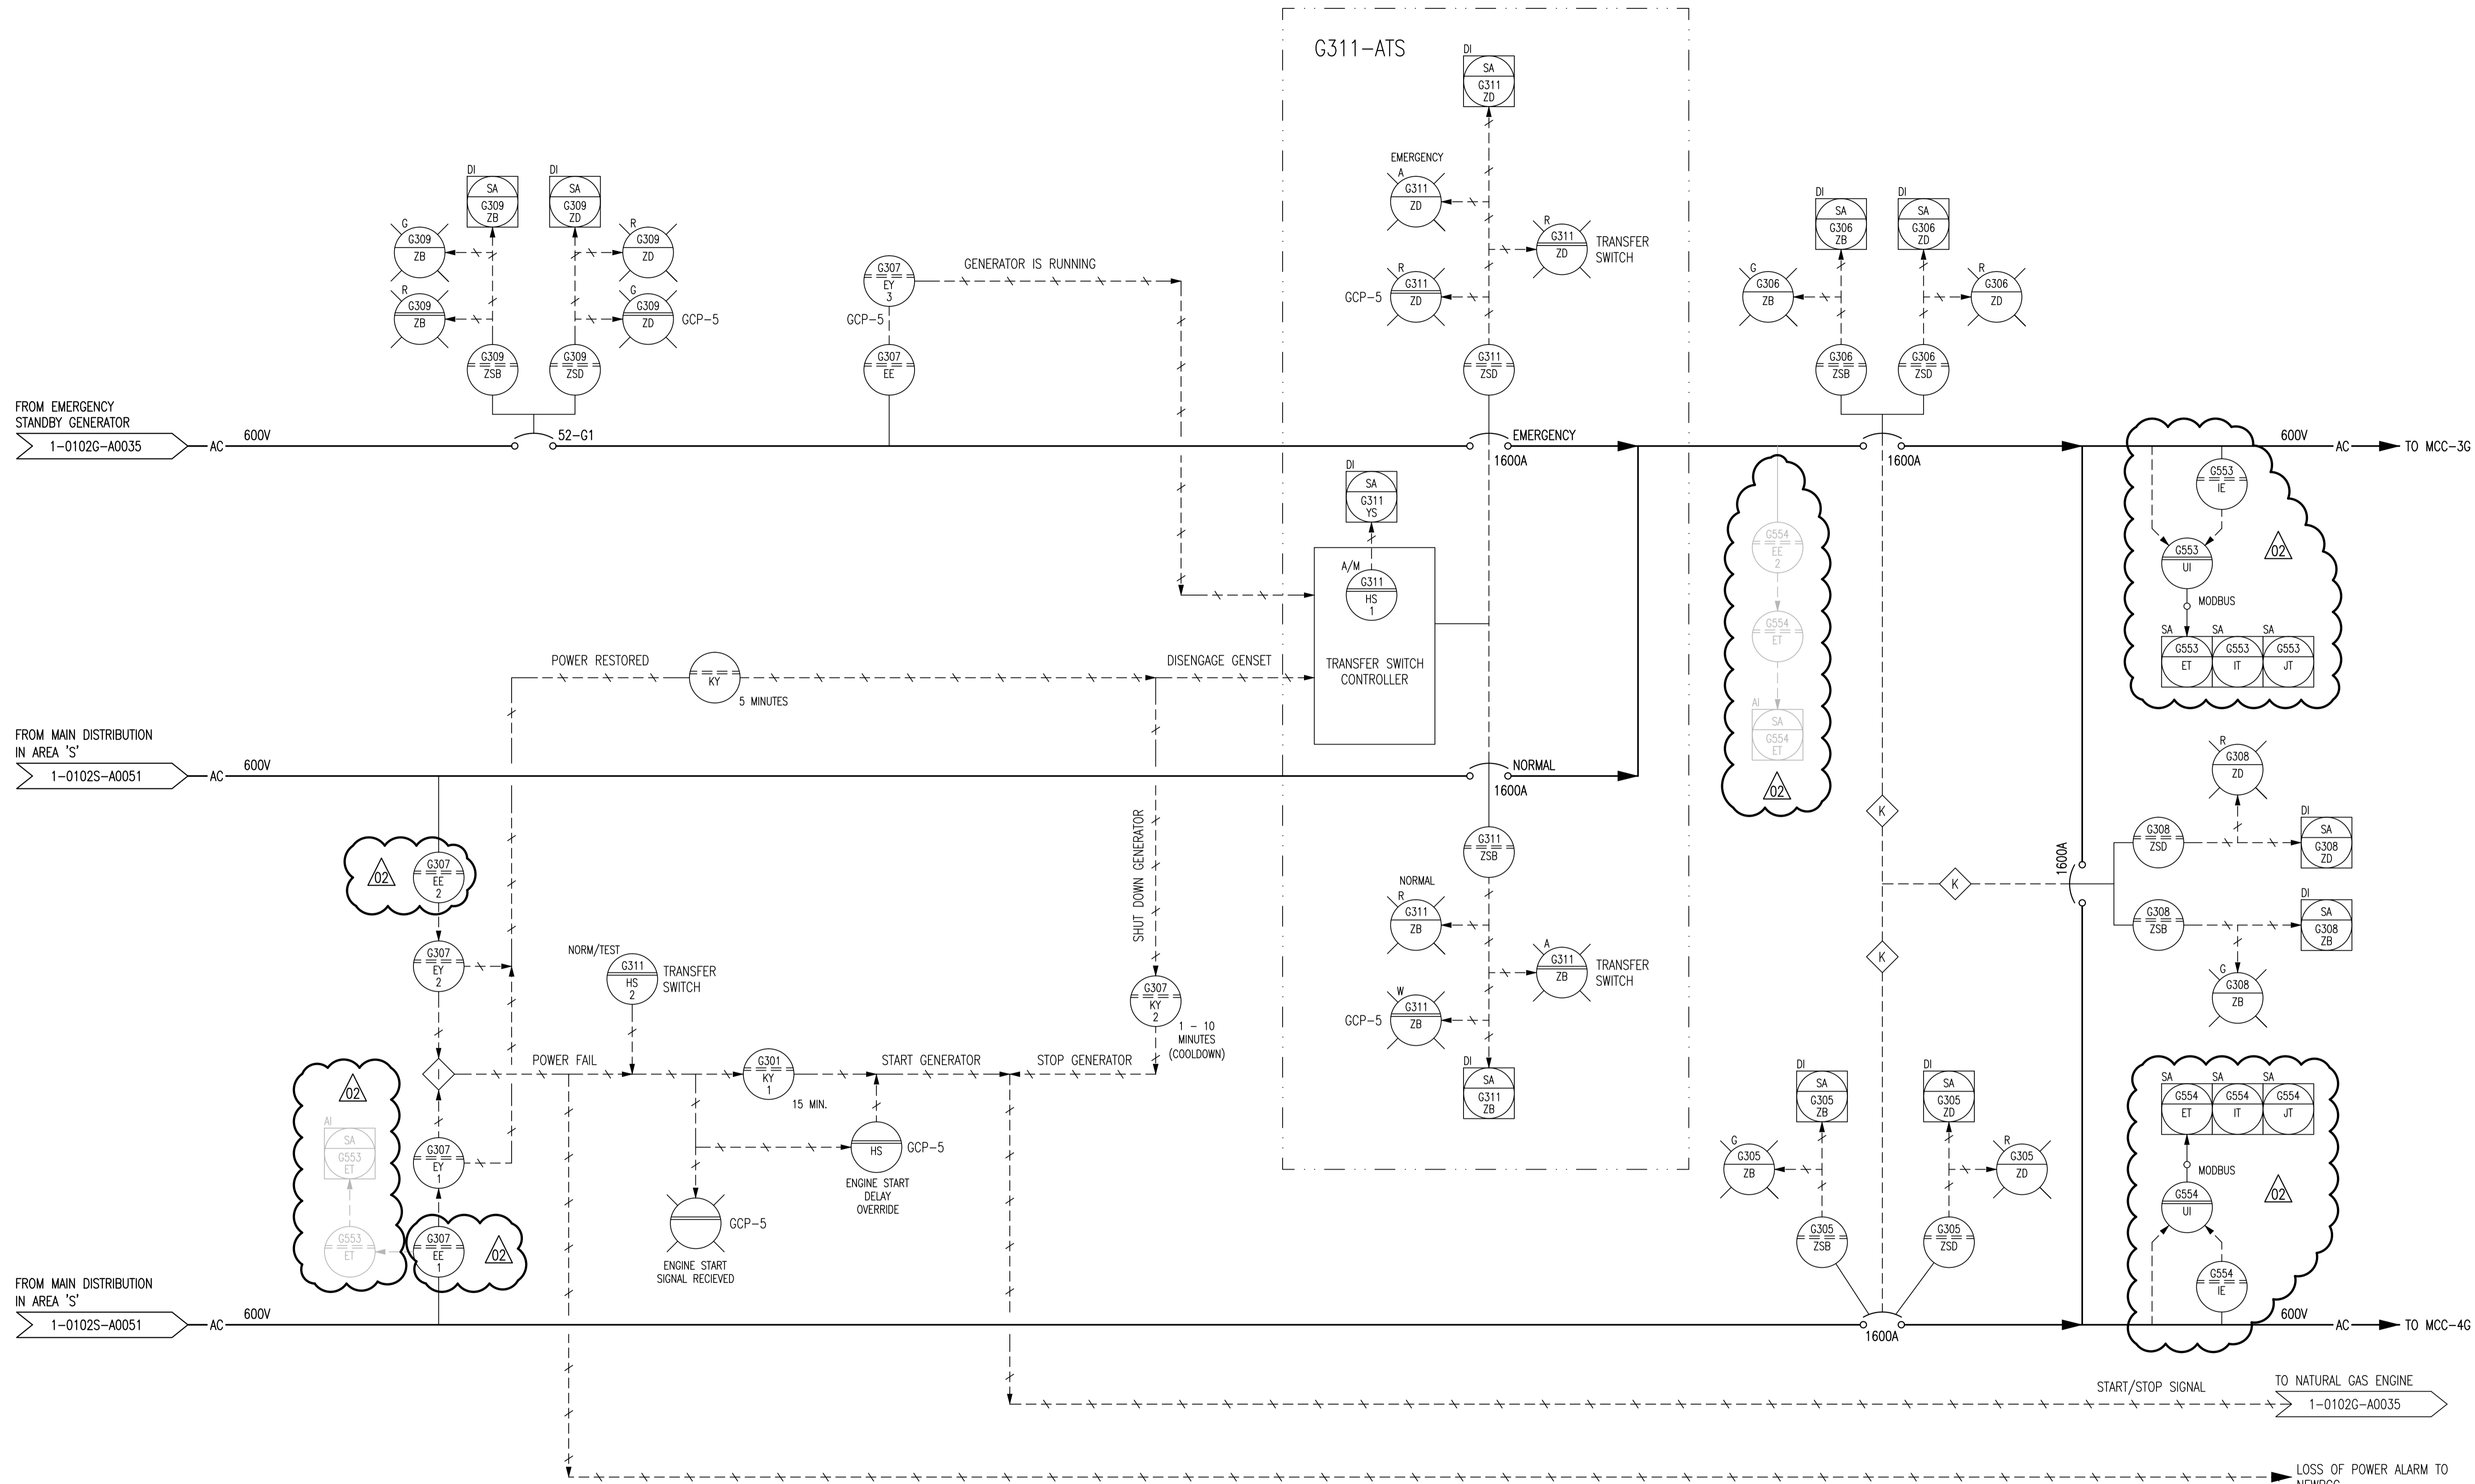 G311-ATS
DI
SA
G311
ZD
EMERGENCY
A
G311
ZD
R
G311
ZD
TRANSFER
SWITCH
R
G311
ZD
GCP-5
G311
ZSD
DI
SA
G309
ZB
DI
SA
G309
ZD
G
G309
ZB
R
G309
ZD
R
G309
ZB
G
G309
ZD
GCP-5
G309
ZSB
G309
ZSD
G307
EY
3
GENERATOR IS RUNNING
GCP-5
G307
EE
DI
SA
G306
ZB
DI
SA
G306
ZD
G
G306
ZB
R
G306
ZD
G306
ZSB
G306
ZSD
FROM EMERGENCY
STANDBY GENERATOR
1-0102G-A0035
AC
600V
52-G1
EMERGENCY
1600A
1600A
600V
AC
TO MCC-3G
G553
IE
G553
UI
02
MODBUS
SA
SA
SA
G553
ET
G553
IT
G553
JT
DI
SA
G311
YS
A/M
G311
HS
1
TRANSFER SWITCH
CONTROLLER
G554
EE
2
G554
ET
AI
SA
G554
ET
02
POWER RESTORED
KY
5 MINUTES
DISENGAGE GENSET
FROM MAIN DISTRIBUTION
IN AREA 'S'
1-0102S-A0051
AC
600V
NORMAL
1600A
R
G308
ZD
G308
ZSD
DI
SA
G308
ZD
G308
ZSB
DI
SA
G308
ZB
G
G308
ZB
K
K
K
1600A
02
G307
EE
2
G307
EY
2
SHUT DOWN GENERATOR
G311
ZSB
NORMAL
R
G311
ZB
A
G311
ZB
TRANSFER
SWITCH
W
G311
ZB
GCP-5
DI
SA
G311
ZB
NORM/TEST
G311
HS
2
TRANSFER
SWITCH
G307
KY
2
1 - 10
MINUTES
(COOLDOWN)
I
POWER FAIL
G301
KY
1
15 MIN.
START GENERATOR
STOP GENERATOR
HS
GCP-5
ENGINE START
DELAY
OVERRIDE
GCP-5
ENGINE START
SIGNAL RECIEVED
02
AI
SA
G553
ET
G553
ET
G307
EY
1
G307
EE
1
02
DI
SA
G305
ZB
DI
SA
G305
ZD
G
G305
ZB
R
G305
ZD
G305
ZSB
G305
ZSD
SA
SA
SA
G554
ET
G554
IT
G554
JT
MODBUS
G554
UI
02
G554
IE
FROM MAIN DISTRIBUTION
IN AREA 'S'
1-0102S-A0051
AC
600V
1600A
600V
AC
TO MCC-4G
START/STOP SIGNAL
TO NATURAL GAS ENGINE
1-0102G-A0035
LOSS OF POWER ALARM TO